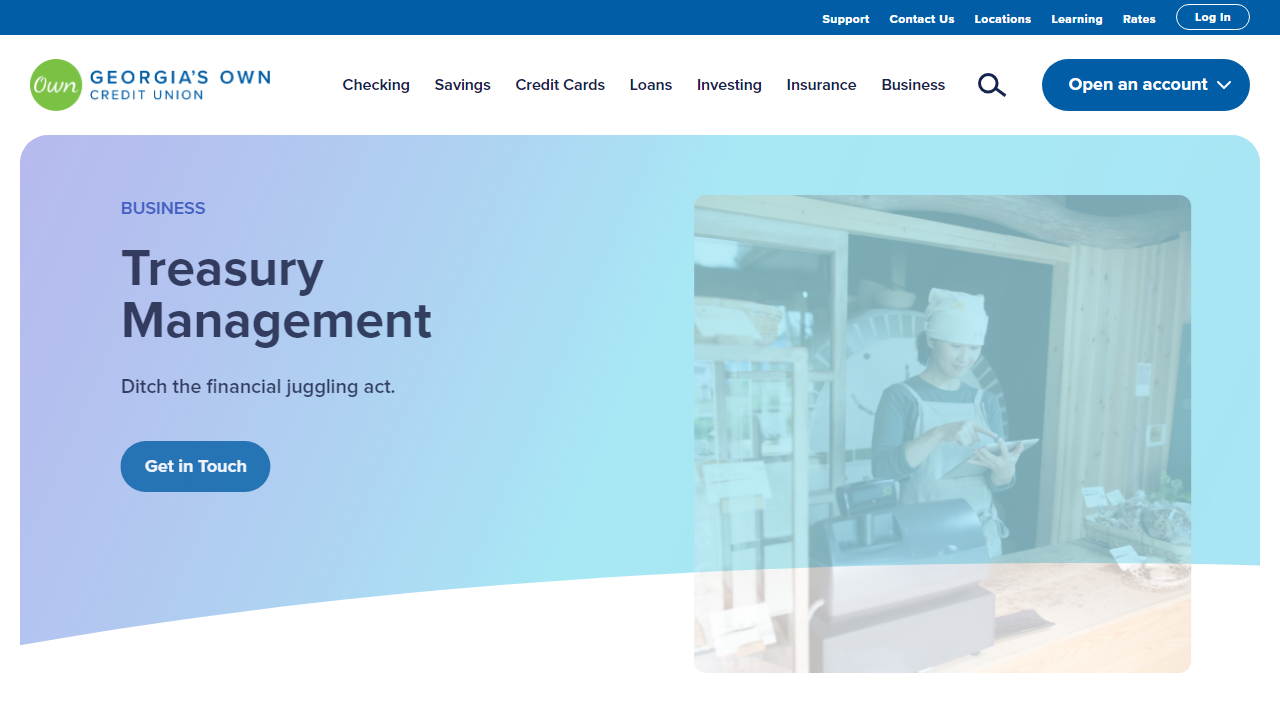 Support Contact Us Locations Learning Rates Log In
Own GEORGIA'S OWN
CREDIT UNION
Checking Savings Credit Cards Loans Investing Insurance Business Open an account
BUSINESS
Treasury
Management
Ditch the financial juggling act.
Get in Touch